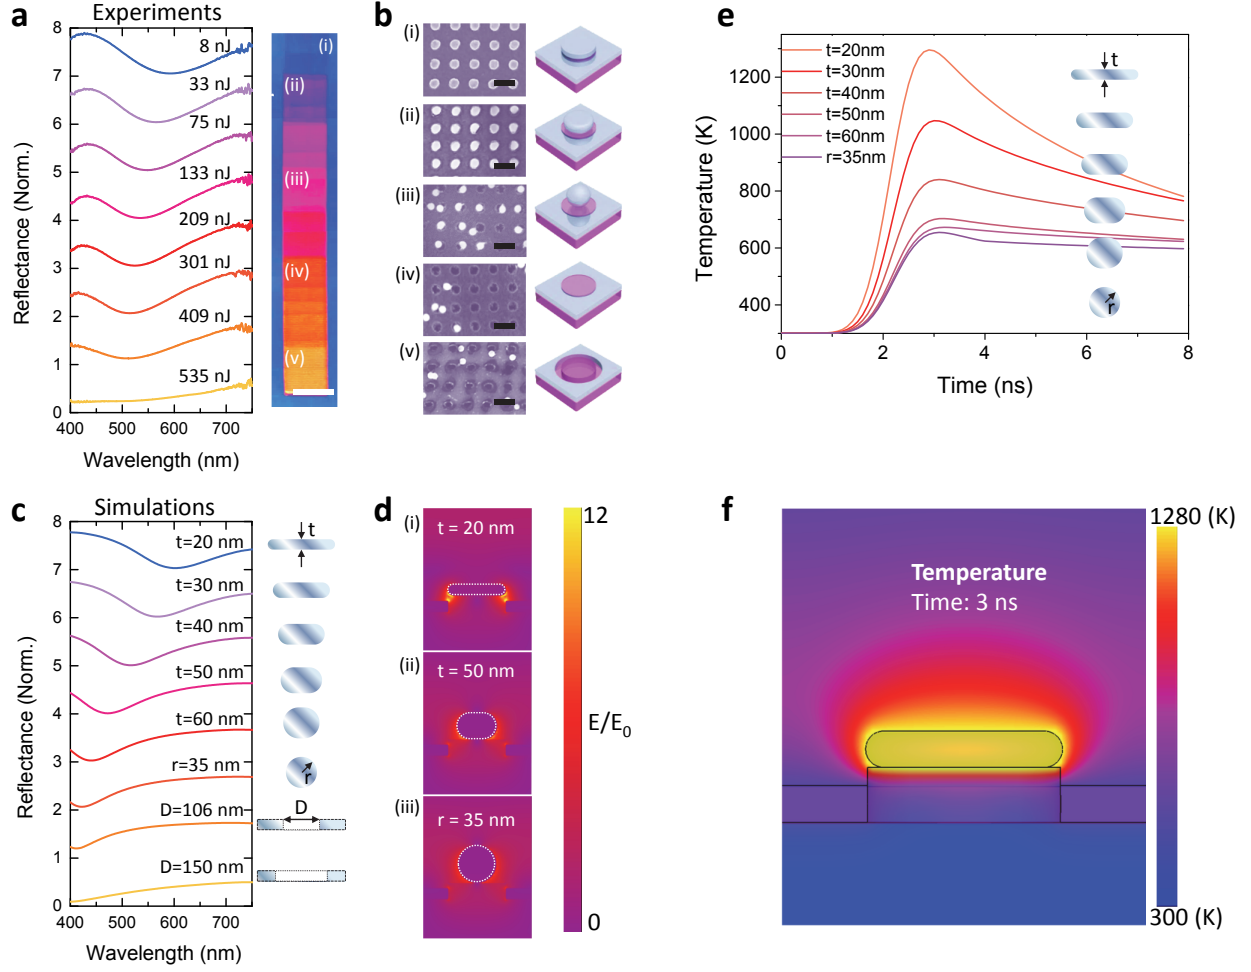 a
Experiments
8
7
6
5
4
3
2
1
0
Reflectance (Norm.)
8 nJ
33 nJ
75 nJ
133 nJ
209 nJ
301 nJ
409 nJ
535 nJ
400
500
600
700
Wavelength (nm)
(i)
(ii)
(iii)
(iv)
(v)
b
(i)
(ii)
(iii)
(iv)
(v)
e
Temperature (K)
1200
1000
800
600
400
t=20nm
t=30nm
t=40nm
t=50nm
t=60nm
r=35nm
t
r
0
2
4
6
8
Time (ns)
c
Simulations
8
7
6
5
4
3
2
1
0
Reflectance (Norm.)
t=20 nm
t=30 nm
t=40 nm
t=50 nm
t=60 nm
r=35 nm
D=106 nm
D=150 nm
t
r
D
400
500
600
700
Wavelength (nm)
d
(i)
t = 20 nm
(ii)
t = 50 nm
(iii)
r = 35 nm
12
E/E0
0
f
Temperature
Time: 3 ns
1280 (K)
300 (K)